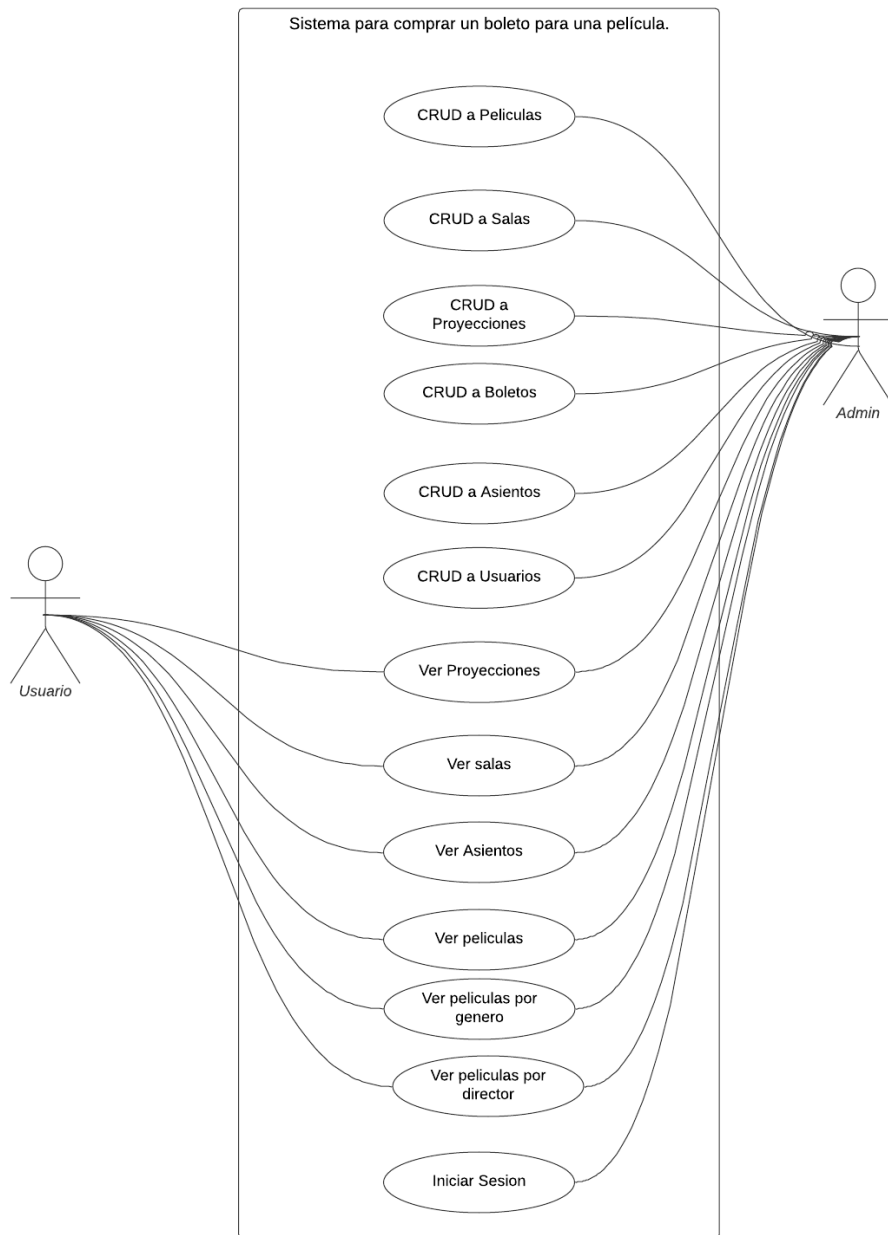 Sistema para comprar un boleto para una película.
CRUD a Peliculas
CRUD a Salas
CRUD a
Proyecciones
CRUD a Boletos
Admin
CRUD a Asientos
CRUD a Usuarios
Ver Proyecciones
Usuario
Ver salas
Ver Asientos
Ver peliculas
Ver peliculas por
genero
Ver peliculas por
director
Iniciar Sesion